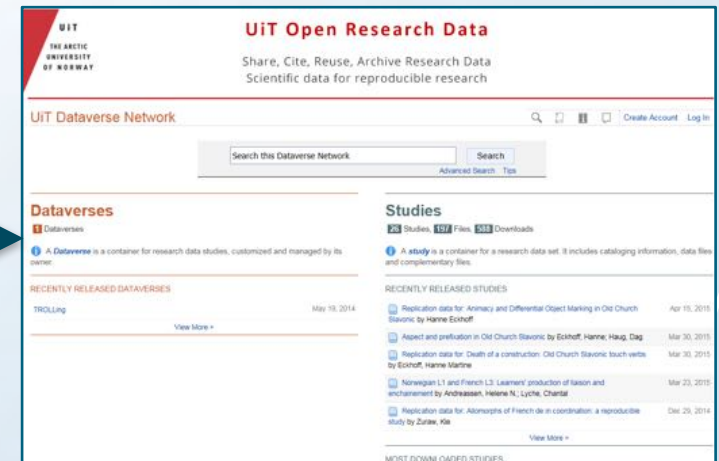 UiT
THE ARCTIC
UNIVERSITY
OF NORWAY
UiT Open Research Data
Share, Cite, Reuse, Archive Research Data
Scientific data for reproducible research
UiT Dataverse Network
Create Account Log In
Search this Dataverse Network
Search
Advanced Search Tips
Dataverses
1 Dataverses
A Dataverse is a container for research data studies, customized and managed by its
owner.
RECENTLY RELEASED DATAVERSES
TROLLing May 19, 2014
View More »
Studies
26 Studies, 197 Files, 588 Downloads
A study is a container for a research data set. It includes cataloging information, data files
and complementary files.
RECENTLY RELEASED STUDIES
Replication data for: Animacy and Differential Object Marking in Old Church Apr 15, 2015
Slavonic by Hanne Eckhoff
Aspect and prefixation in Old Church Slavonic by Eckhoff, Hanne; Haug, Dag Mar 30, 2015
Replication data for: Death of a construction: Old Church Slavonic touch verbs Mar 30, 2015
by Eckhoff, Hanne Martine
Norwegian L1 and French L3: Learners' production of liaison and Mar 23, 2015
enchainement by Andreassen, Helene N.; Lyche, Chantal
Replication data for: Allomorphs of French de in coordination: a reproducible Dec 29, 2014
study by Zuraw, Kie
View More »
MOST DOWNLOADED STUDIES